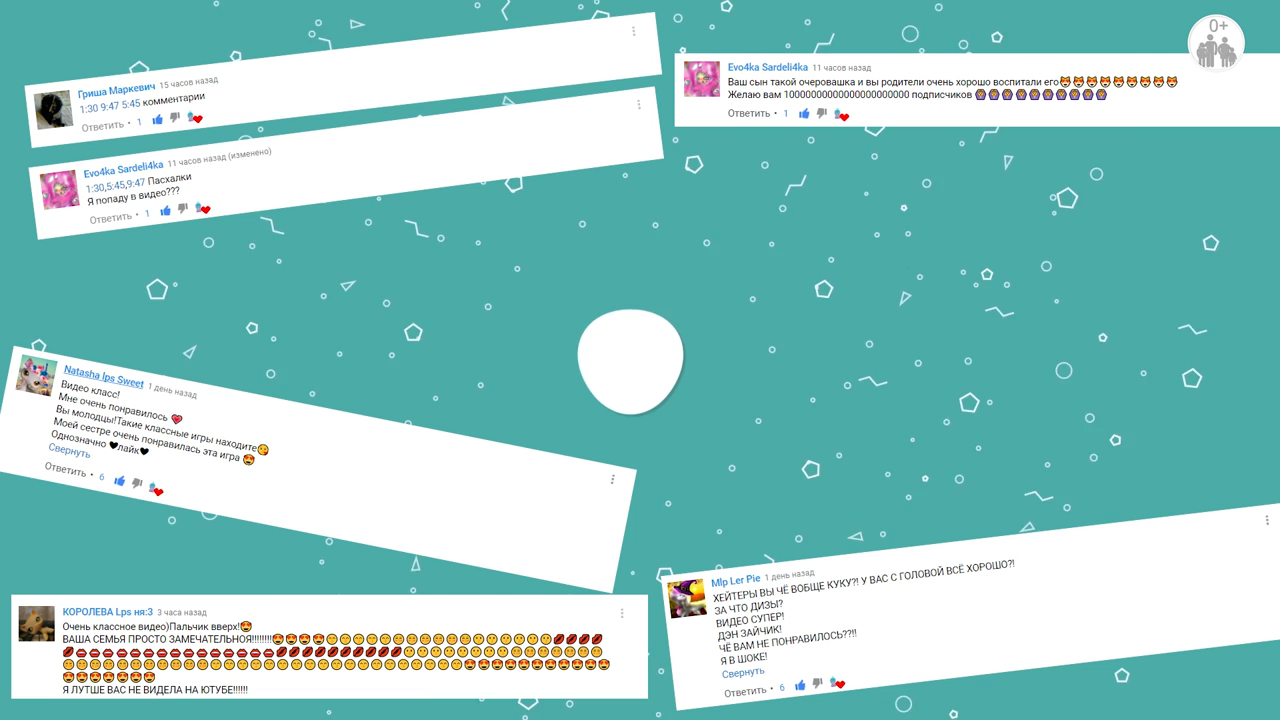 Гриша Маркевич 15 часов назад
1:30 9:47 5:45 комментарии
Ответить • 1
Evo4ka Sardeli4ka 11 часов назад (изменено)
1:30,5:45,9:47 Пасхалки
Я попаду в видео???
Ответить • 1
0+
Evo4ka Sardeli4ka 11 часов назад
Ваш сын такой очеровашка и вы родители очень хорошо воспитали его😻😻😻😻😻😻😻😻😻
Желаю вам 10000000000000000000000 подписчиков 🙆🙆🙆🙆🙆🙆🙆🙆🙆🙆
Ответить • 1
Natasha lps Sweet 1 день назад
Видео класс!
Мне очень понравилось 💖
Вы молодцы!Такие классные игры находите😘
Моей сестре очень понравилась эта игра 😍
Однозначно 🖤лайк🖤
Свернуть
Ответить • 6
КОРОЛЕВА Lps ня:3 3 часа назад
Очень классное видео)Пальчик вверх!😍
ВАША СЕМЬЯ ПРОСТО ЗАМЕЧАТЕЛЬНОЯ!!!!!!!!
Я ЛУТШЕ ВАС НЕ ВИДЕЛА НА ЮТУБЕ!!!!!!
Mlp Ler Pie 1 день назад
ХЕЙТЕРЫ ВЫ ЧЁ ВОБЩЕ КУКУ?! У ВАС С ГОЛОВОЙ ВСЁ ХОРОШО?!
ЗА ЧТО ДИЗЫ?
ВИДЕО СУПЕР!
ДЭН ЗАЙЧИК!
ЧЁ ВАМ НЕ ПОНРАВИЛОСЬ??!!
Я В ШОКЕ!
Свернуть
Ответить • 6